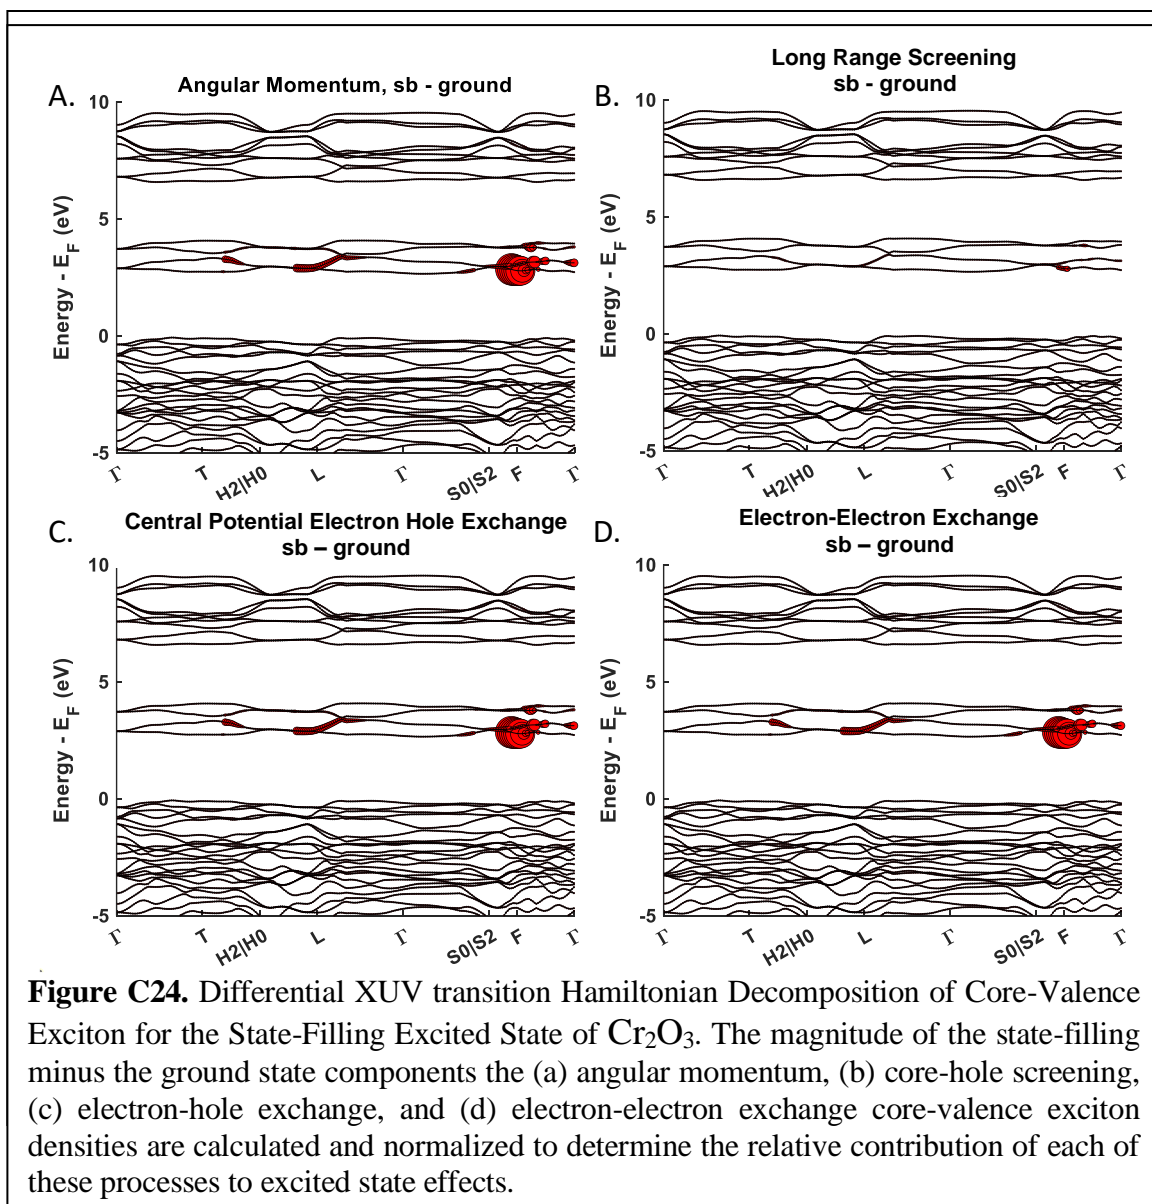 A.
Angular Momentum, sb - ground
10
5
0
-5
Energy - E_F (eV)
Γ T H2|H0 L Γ S0|S2 F Γ
B.
Long Range Screening
sb - ground
10
5
0
-5
Energy - E_F (eV)
Γ T H2|H0 L Γ S0|S2 F Γ
C.
Central Potential Electron Hole Exchange
sb – ground
10
5
0
-5
Energy - E_F (eV)
Γ T H2|H0 L Γ S0|S2 F Γ
D.
Electron-Electron Exchange
sb – ground
10
5
0
-5
Energy - E_F (eV)
Γ T H2|H0 L Γ S0|S2 F Γ
Figure C24. Differential XUV transition Hamiltonian Decomposition of Core-Valence
Exciton for the State-Filling Excited State of Cr₂O₃. The magnitude of the state-filling
minus the ground state components the (a) angular momentum, (b) core-hole screening,
(c) electron-hole exchange, and (d) electron-electron exchange core-valence exciton
densities are calculated and normalized to determine the relative contribution of each of
these processes to excited state effects.